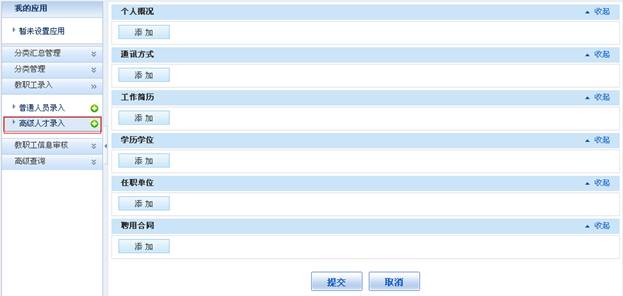 我的应用
暂未设置应用
分类汇总管理
分类管理
教职工录入
普通人员录入
高级人才录入
教职工信息审核
高级查询
个人概况 收起
添 加
通讯方式 收起
添 加
工作简历 收起
添 加
学历学位 收起
添 加
任职单位 收起
添 加
聘用合同 收起
添 加
提交 取消